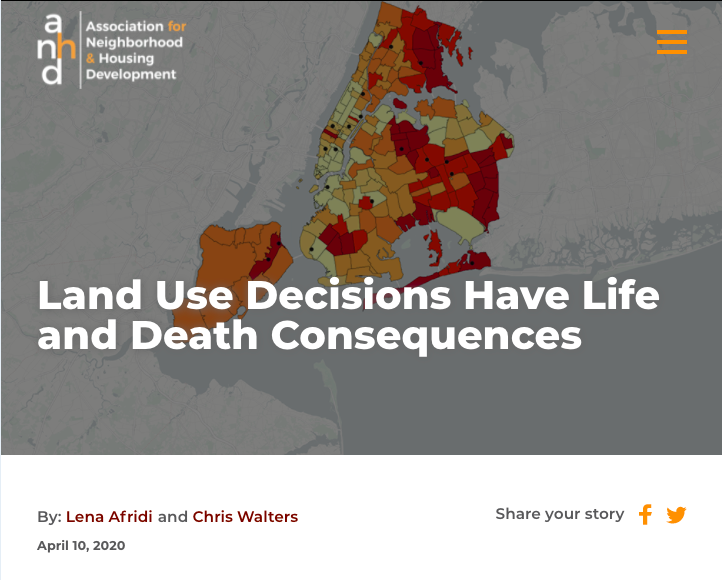 anhd
Association for
Neighborhood
& Housing
Development
Land Use Decisions Have Life
and Death Consequences
By: Lena Afridi and Chris Walters
Share your story
April 10, 2020